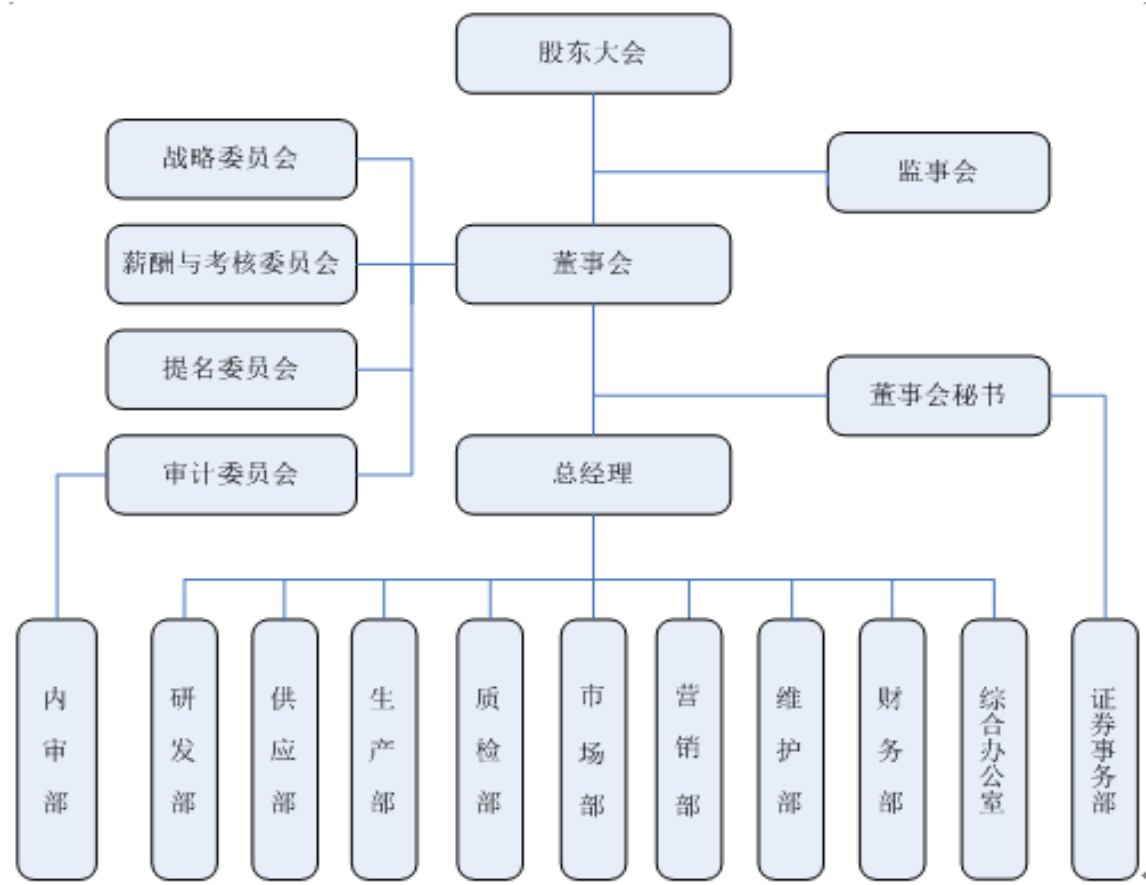 股东大会
战略委员会
监事会
薪酬与考核委员会
董事会
提名委员会
董事会秘书
审计委员会
总经理
内审部
研发部
供应部
生产部
质检部
市场部
营销部
维护部
财务部
综合办公室
证券事务部